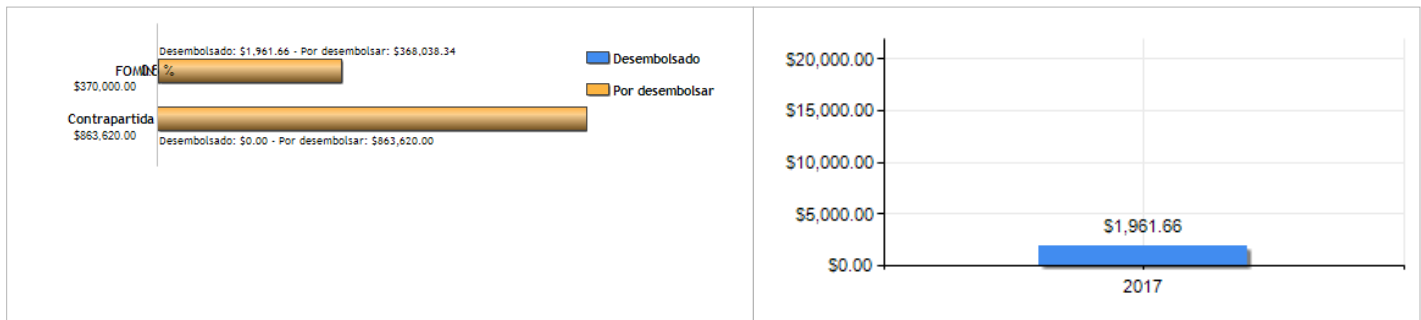 Desembolsado: $1,961.66 - Por desembolsar: $368,038.34
FOMIN %
$370,000.00
Contrapartida
$863,620.00
Desembolsado: $0.00 - Por desembolsar: $863,620.00
Desembolsado
Por desembolsar
$20,000.00
$15,000.00
$10,000.00
$5,000.00
$0.00
$1,961.66
2017